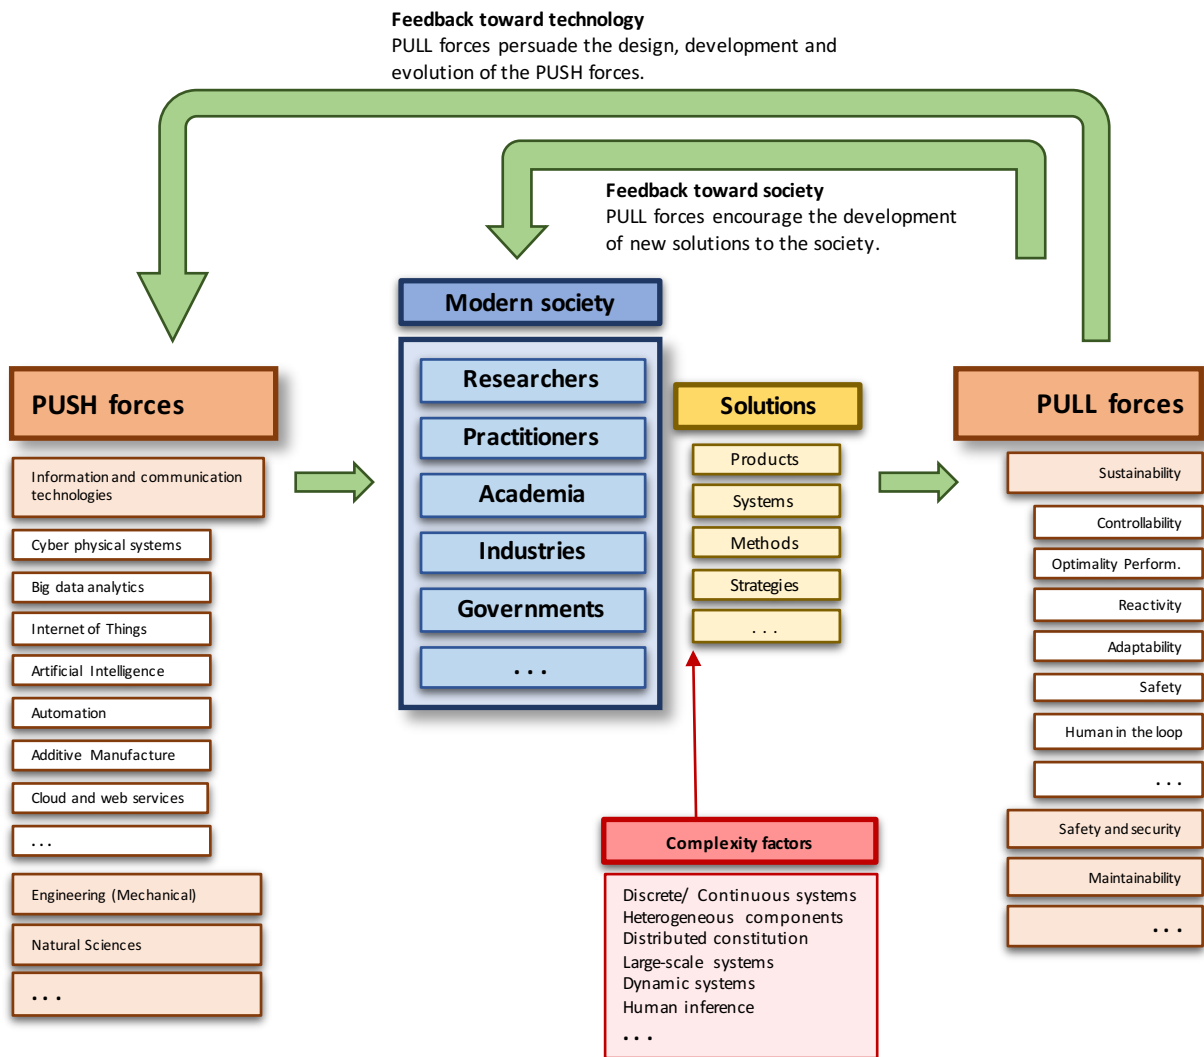 Feedback toward technology
PULL forces persuade the design, development and
evolution of the PUSH forces.
Feedback toward society
PULL forces encourage the development
of new solutions to the society.
PUSH forces
Information and communication
technologies
Cyber physical systems
Big data analytics
Internet of Things
Artificial Intelligence
Automation
Additive Manufacture
Cloud and web services
...
Engineering (Mechanical)
Natural Sciences
...
Modern society
Researchers
Practitioners
Academia
Industries
Governments
...
Solutions
Products
Systems
Methods
Strategies
...
Complexity factors
Discrete/ Continuous systems
Heterogeneous components
Distributed constitution
Large-scale systems
Dynamic systems
Human inference
...
PULL forces
Sustainability
Controllability
Optimality Perform.
Reactivity
Adaptability
Safety
Human in the loop
...
Safety and security
Maintainability
...